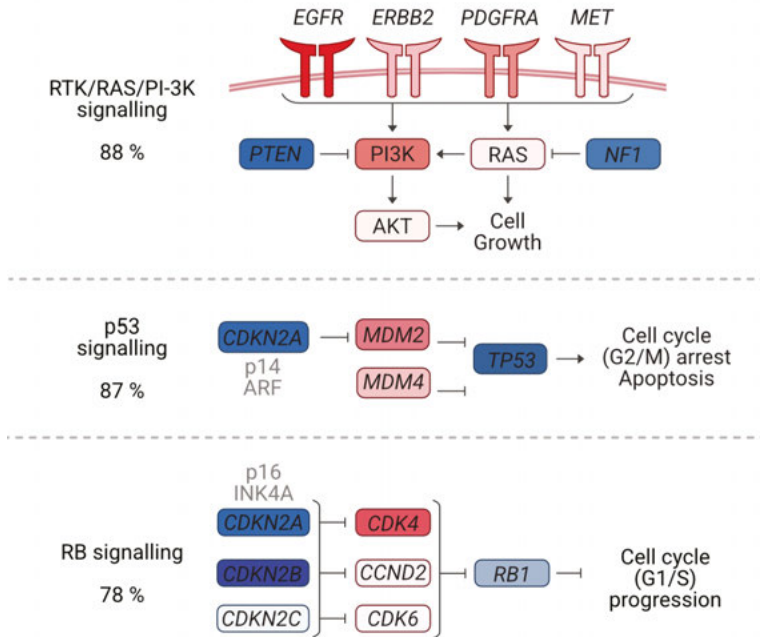 EGFR ERBB2 PDGFRA MET
RTK/RAS/PI-3K
signalling
88 %
PTEN PI3K RAS NF1
AKT Cell
Growth
p53
signalling
87 %
CDKN2A MDM2
p14
ARF
MDM4
TP53
Cell cycle
(G2/M) arrest
Apoptosis
RB signalling
78 %
p16
INK4A
CDKN2A CDK4
CDKN2B CCND2 RB1
CDKN2C CDK6
Cell cycle
(G1/S)
progression